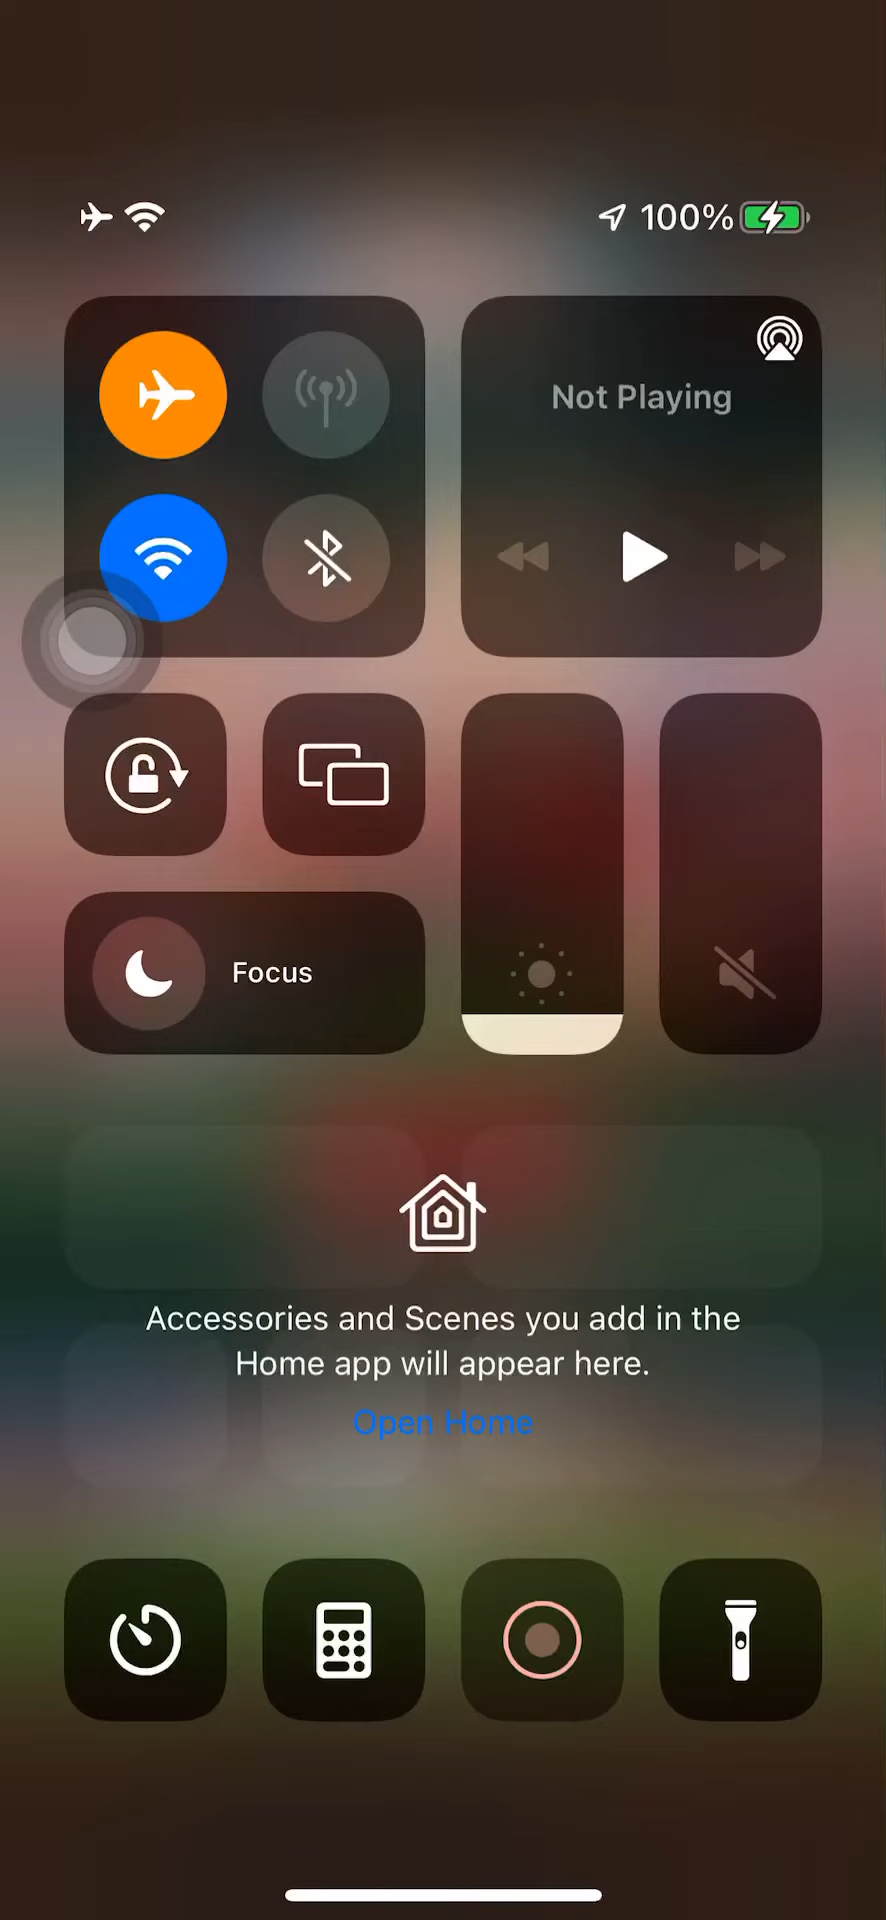 100%
Not Playing
Focus
Accessories and Scenes you add in the
Home app will appear here.
Open Home